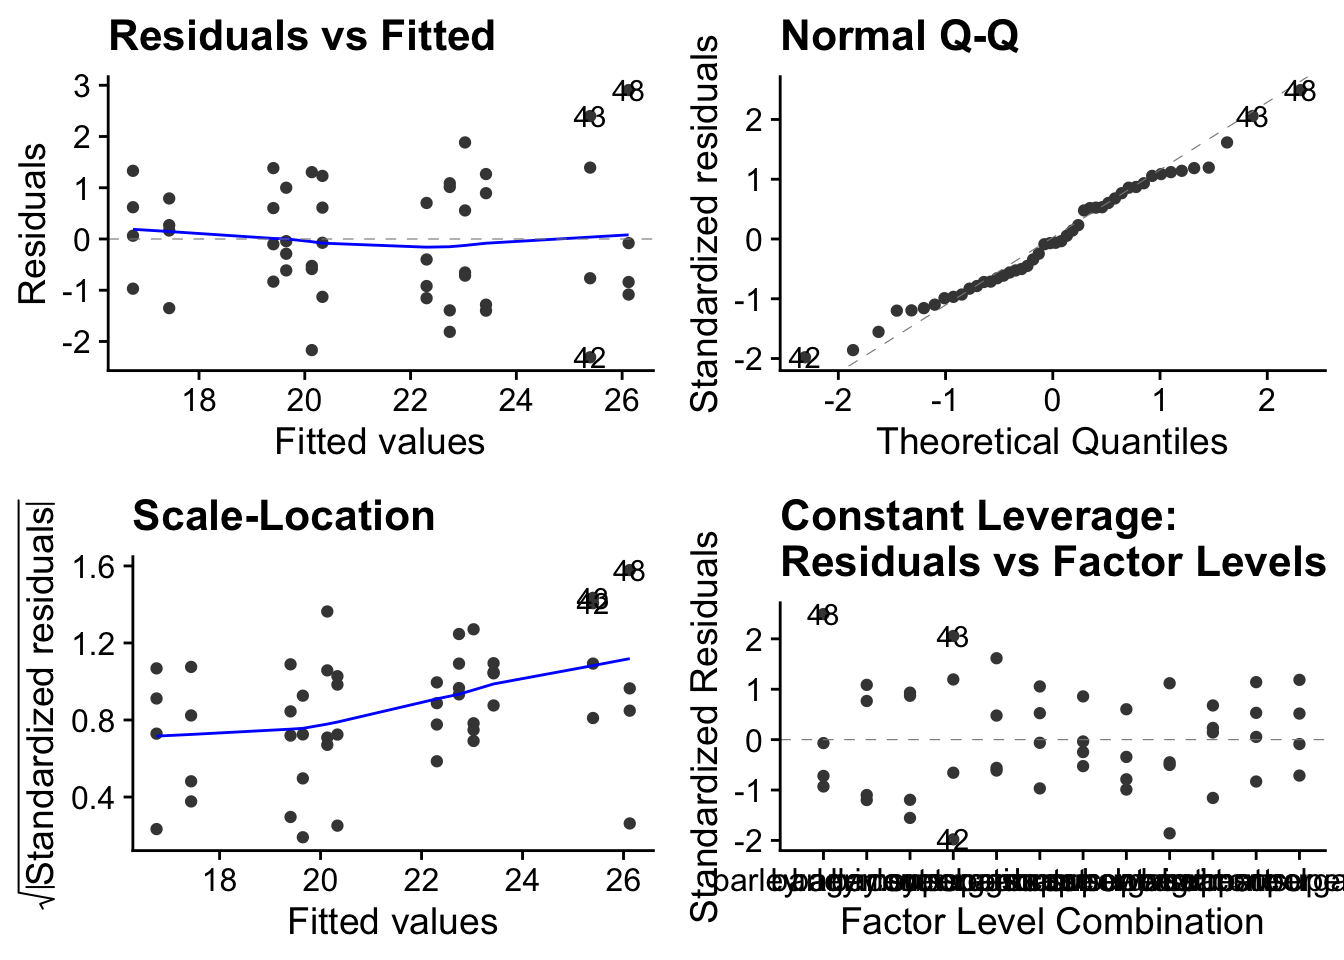 Residuals vs Fitted
Residuals
3
2
1
0
-1
-2
48
43
42
18 20 22 24 26
Fitted values
Normal Q-Q
Standardized residuals
2
1
0
-1
-2
48
43
42
-2 -1 0 1 2
Theoretical Quantiles
Scale-Location
√|Standardized residuals|
1.6
1.2
0.8
0.4
48
43
42
18 20 22 24 26
Fitted values
Constant Leverage:
Residuals vs Factor Levels
Standardized Residuals
2
1
0
-1
-2
48
43
42
Factor Level Combination